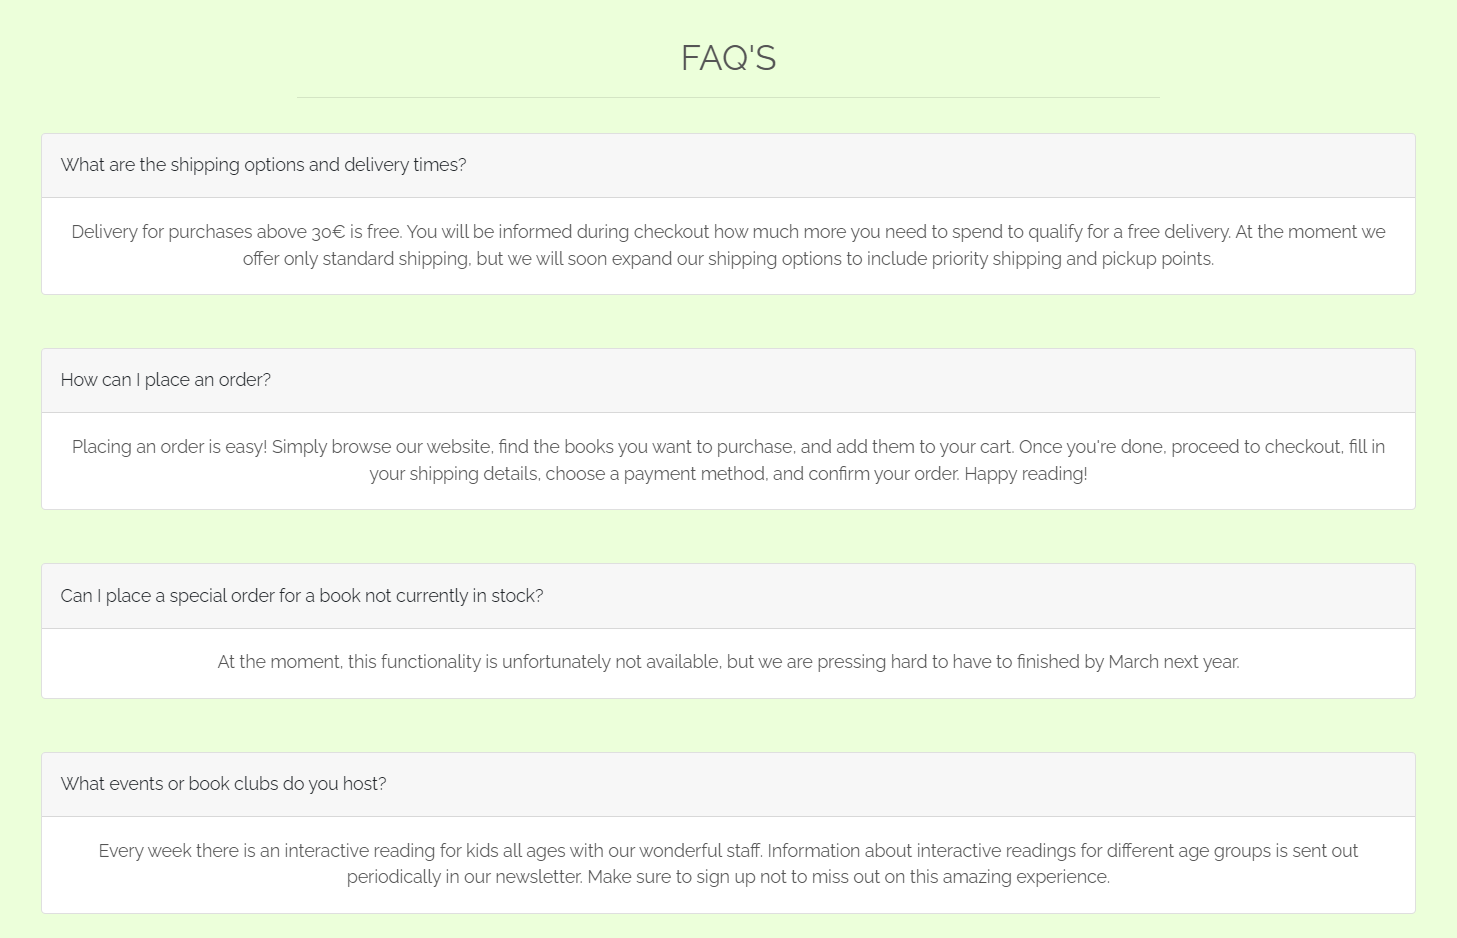 FAQ'S
What are the shipping options and delivery times?
Delivery for purchases above 30€ is free. You will be informed during checkout how much more you need to spend to qualify for a free delivery. At the moment we
offer only standard shipping, but we will soon expand our shipping options to include priority shipping and pickup points.
How can I place an order?
Placing an order is easy! Simply browse our website, find the books you want to purchase, and add them to your cart. Once you're done, proceed to checkout, fill in
your shipping details, choose a payment method, and confirm your order. Happy reading!
Can I place a special order for a book not currently in stock?
At the moment, this functionality is unfortunately not available, but we are pressing hard to have to finished by March next year.
What events or book clubs do you host?
Every week there is an interactive reading for kids all ages with our wonderful staff. Information about interactive readings for different age groups is sent out
periodically in our newsletter. Make sure to sign up not to miss out on this amazing experience.